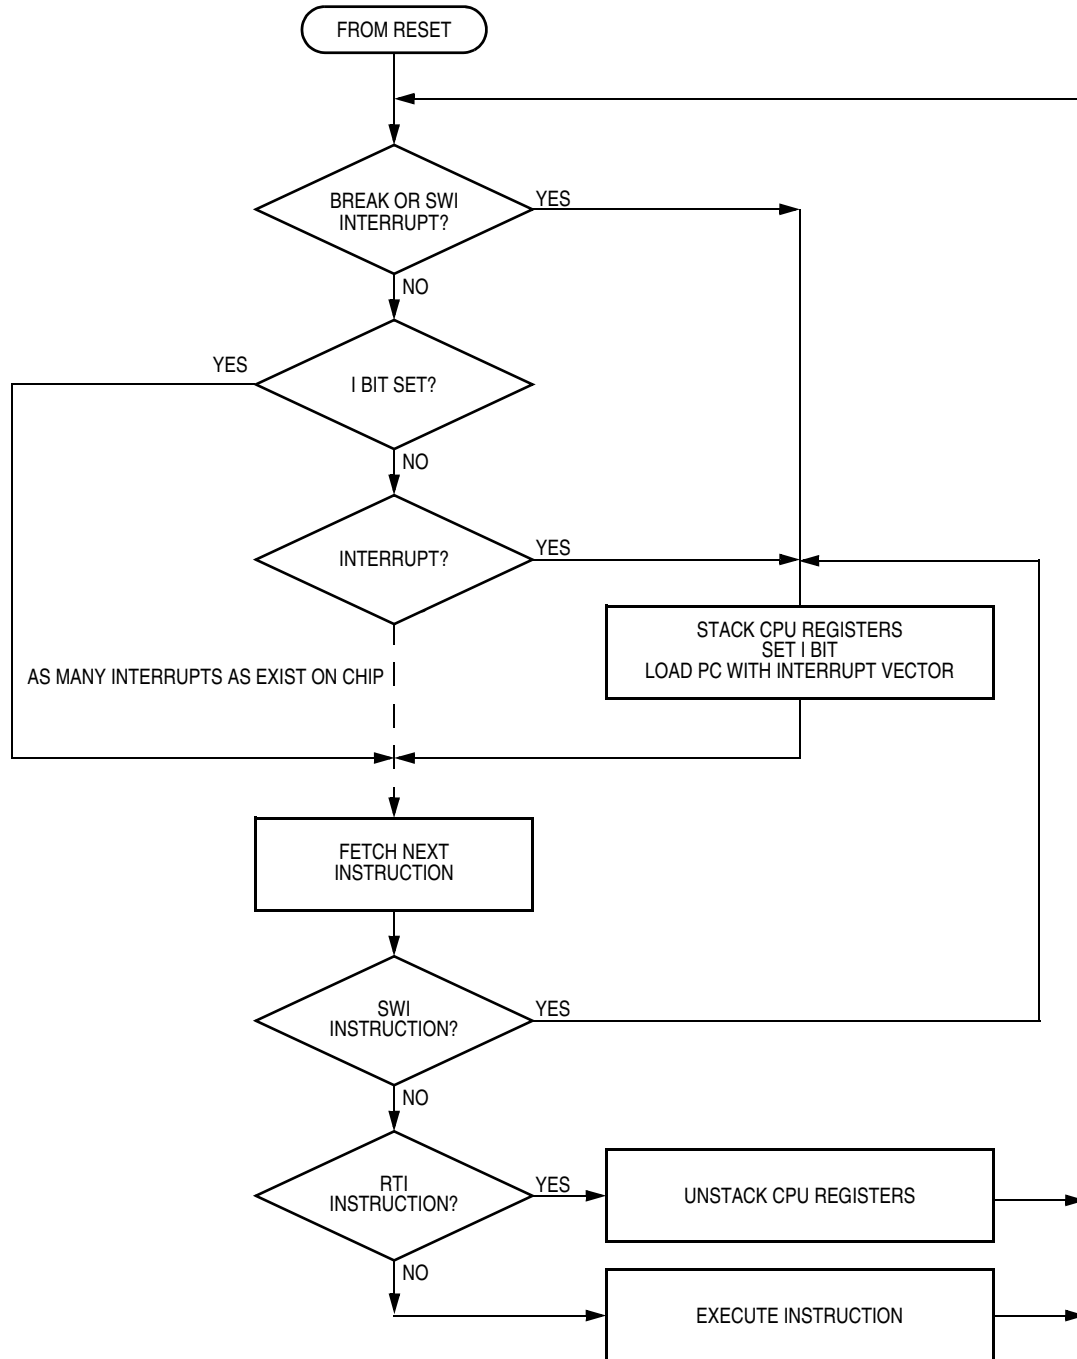 FROM RESET
BREAK OR SWI
INTERRUPT?
YES
NO
YES
I BIT SET?
NO
INTERRUPT?
YES
STACK CPU REGISTERS
SET I BIT
LOAD PC WITH INTERRUPT VECTOR
AS MANY INTERRUPTS AS EXIST ON CHIP
FETCH NEXT
INSTRUCTION
SWI
INSTRUCTION?
YES
NO
RTI
INSTRUCTION?
YES
UNSTACK CPU REGISTERS
NO
EXECUTE INSTRUCTION